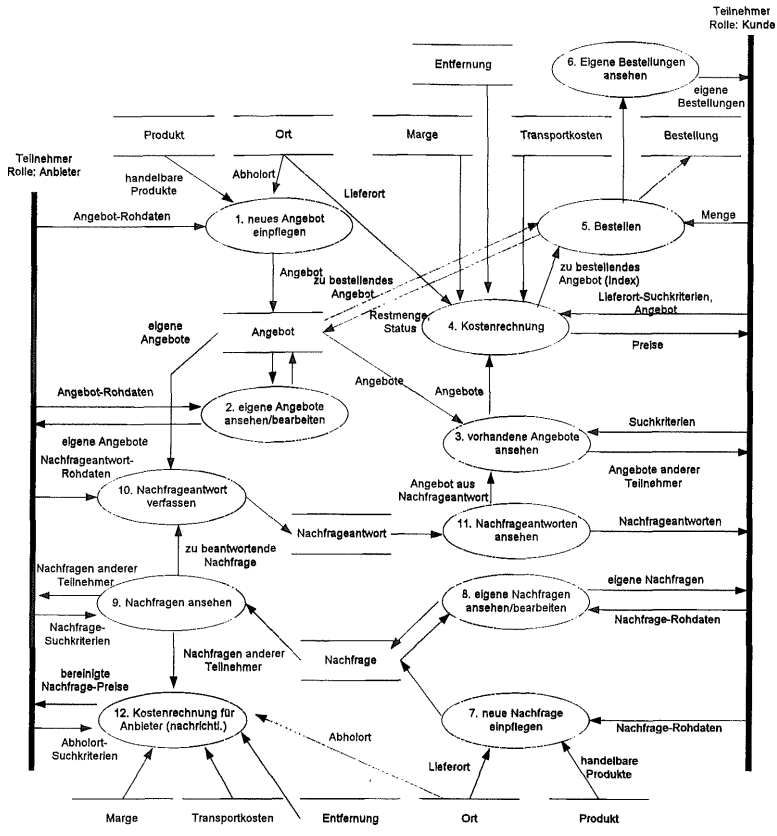 Teilnehmer
Rolle: Kunde
6. Eigene Bestellungen
ansehen
Entfernung
eigene
Bestellungen
Produkt
Ort
Marge
Transportkosten
Bestellung
Teilnehmer
Rolle: Anbieter
handelbare
Produkte
Abholort
Lieferort
Angebot-Rohdaten
1. neues Angebot
einpflegen
5. Bestellen
Menge
Angebot
zu bestellendes
Angebot
zu bestellendes
Angebot (Index)
Lieferort-Suchkriterien,
Angebot
eigene
Angebote
Angebot
Restmenge,
Status
4. Kostenrechnung
Preise
Angebote
Angebote
Angebot-Rohdaten
2. eigene Angebote
ansehen/bearbeiten
Suchkriterien
3. vorhandene Angebote
ansehen
eigene Angebote
Nachfrageantwort-
Rohdaten
Angebote anderer
Teilnehmer
10. Nachfrageantwort
verfassen
Angebot aus
Nachfrageantwort
Nachfrageantwort
11. Nachfrageantworten
ansehen
Nachfrageantworten
zu beantwortende
Nachfrage
Nachfragen anderer
Teilnehmer
9. Nachfragen ansehen
8. eigene Nachfragen
ansehen/bearbeiten
eigene Nachfragen
Nachfrage-Rohdaten
Nachfrage-
Suchkriterien
Nachfragen anderer
Teilnehmer
Nachfrage
bereinigte
Nachfrage-Preise
12. Kostenrechnung für
Anbieter (nachrichtl.)
7. neue Nachfrage
einpflegen
Nachfrage-Rohdaten
Abholort-
Suchkriterien
Abholort
Lieferort
handelbare
Produkte
Marge
Transportkosten
Entfernung
Ort
Produkt